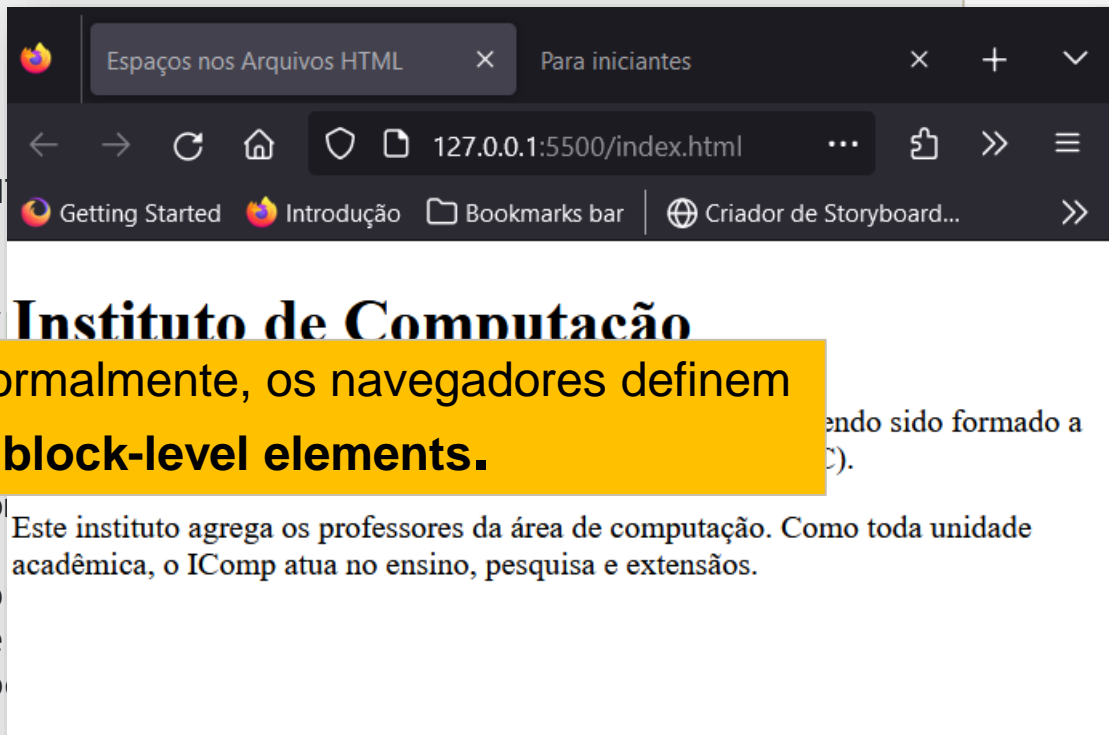 Espaços nos Arquivos HTML
Para iniciantes
127.0.0.1:5500/index.html
Getting Started Introdução Bookmarks bar Criador de Storyboard...
Instituto de Computação
ormalmente, os navegadores definem
block-level elements.
endo sido formado a
C).
Este instituto agrega os professores da área de computação. Como toda unidade
acadêmica, o IComp atua no ensino, pesquisa e extensãos.